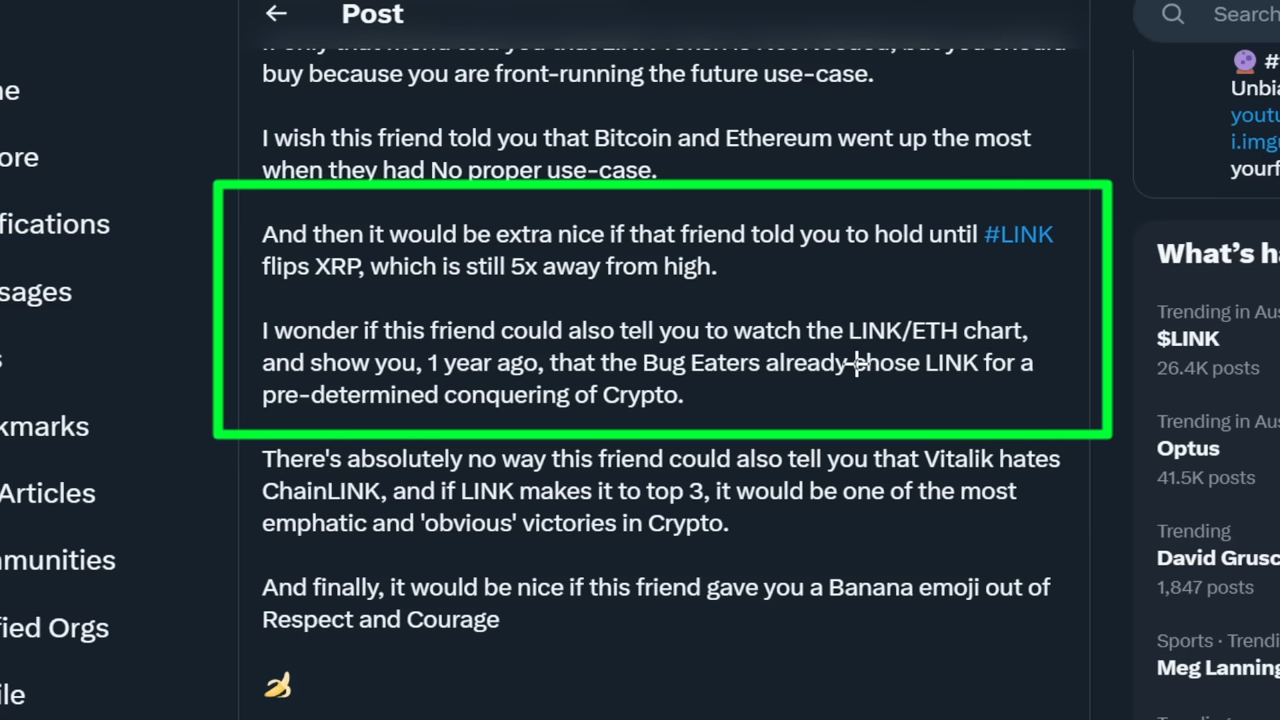 Post
Search
buy because you are front-running the future use-case.
I wish this friend told you that Bitcoin and Ethereum went up the most
when they had No proper use-case.
And then it would be extra nice if that friend told you to hold until #LINK
flips XRP, which is still 5x away from high.
I wonder if this friend could also tell you to watch the LINK/ETH chart,
and show you, 1 year ago, that the Bug Eaters already chose LINK for a
pre-determined conquering of Crypto.
There's absolutely no way this friend could also tell you that Vitalik hates
ChainLINK, and if LINK makes it to top 3, it would be one of the most
emphatic and 'obvious' victories in Crypto.
And finally, it would be nice if this friend gave you a Banana emoji out of
Respect and Courage
🍌
ne
ore
fications
sages
s
kmarks
Articles
munities
fied Orgs
ile
🔮 #
Unbia
youtu
i.img
yourf
What's ha
Trending in Aus
$LINK
26.4K posts
Trending in Aus
Optus
41.5K posts
Trending
David Grusc
1,847 posts
Sports · Trendi
Meg Lanning